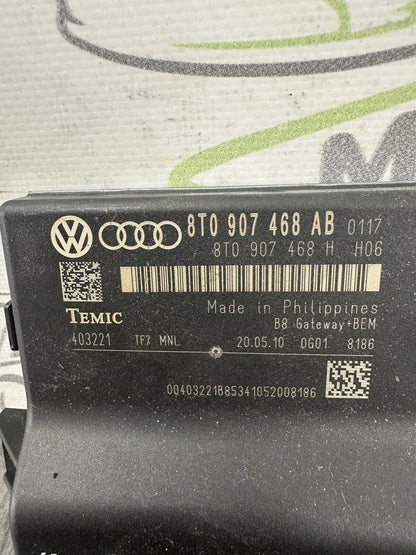 8T0 907 468 AB 0117
8T0 907 468 H H06
Made in Philippines
TEMIC
B8 Gateway+BEM
403221 TF7 MNL 20.05.10 0G01 8186
00403221B85341052008186